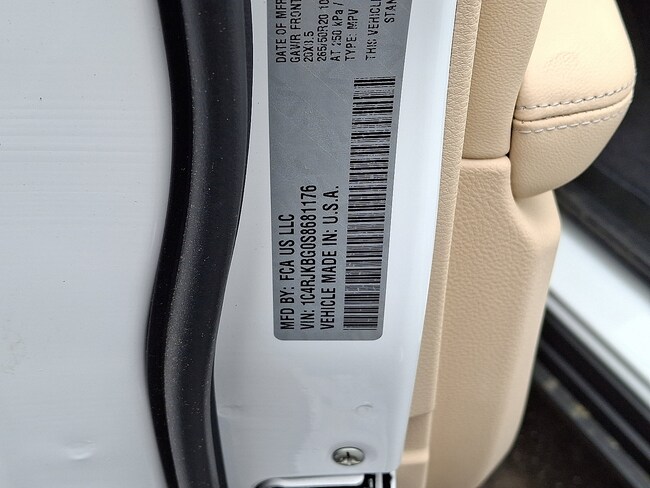 DATE OF MFR
GAWR FRONT
20X8.5
265/50R20 10
AT 250 kPa /
TYPE: MPV
THIS VEHICLE
STAN
MFD BY: FCA US LLC
VIN: 1C4RJKBG0S8681176
VEHICLE MADE IN: U.S.A.